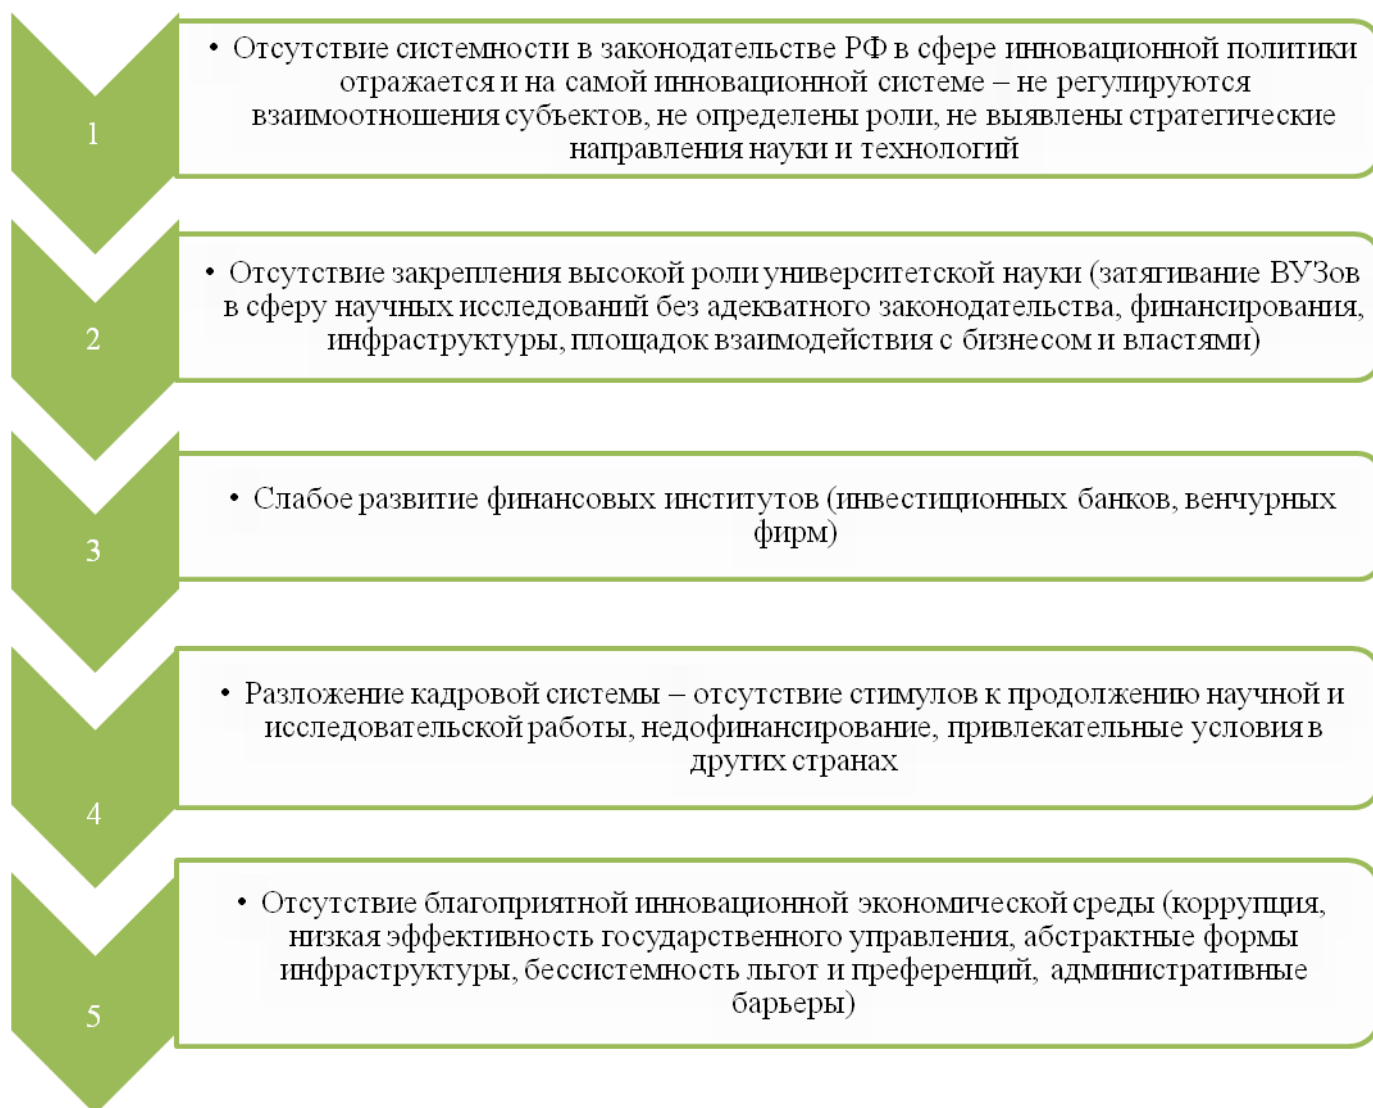 1
• Отсутствие системности в законодательстве РФ в сфере инновационной политики
отражается и на самой инновационной системе – не регулируются
взаимоотношения субъектов, не определены роли, не выявлены стратегические
направления науки и технологий
2
• Отсутствие закрепления высокой роли университетской науки (затягивание ВУЗов
в сферу научных исследований без адекватного законодательства, финансирования,
инфраструктуры, площадок взаимодействия с бизнесом и властями)
3
• Слабое развитие финансовых институтов (инвестиционных банков, венчурных
фирм)
4
• Разложение кадровой системы – отсутствие стимулов к продолжению научной и
исследовательской работы, недофинансирование, привлекательные условия в
других странах
5
• Отсутствие благоприятной инновационной экономической среды (коррупция,
низкая эффективность государственного управления, абстрактные формы
инфраструктуры, бессистемность льгот и преференций, административные
барьеры)